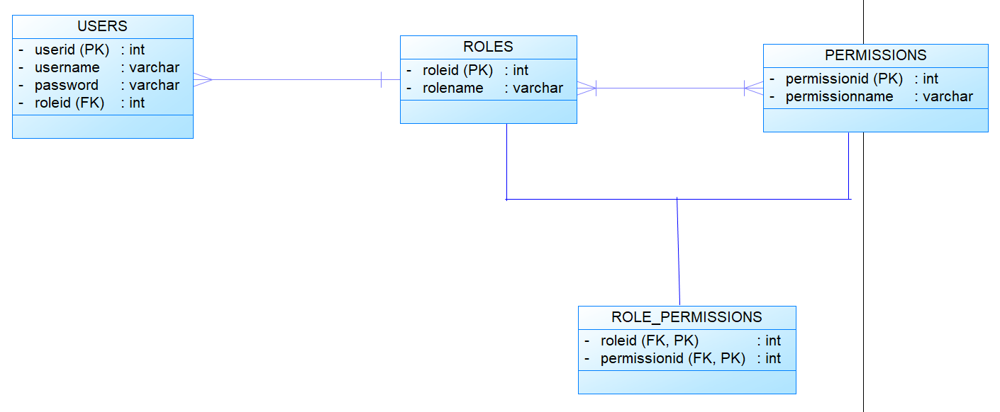 USERS
- userid (PK) : int
- username : varchar
- password : varchar
- roleid (FK) : int
ROLES
- roleid (PK) : int
- rolename : varchar
PERMISSIONS
- permissionid (PK) : int
- permissionname : varchar
ROLE_PERMISSIONS
- roleid (FK, PK) : int
- permissionid (FK, PK) : int